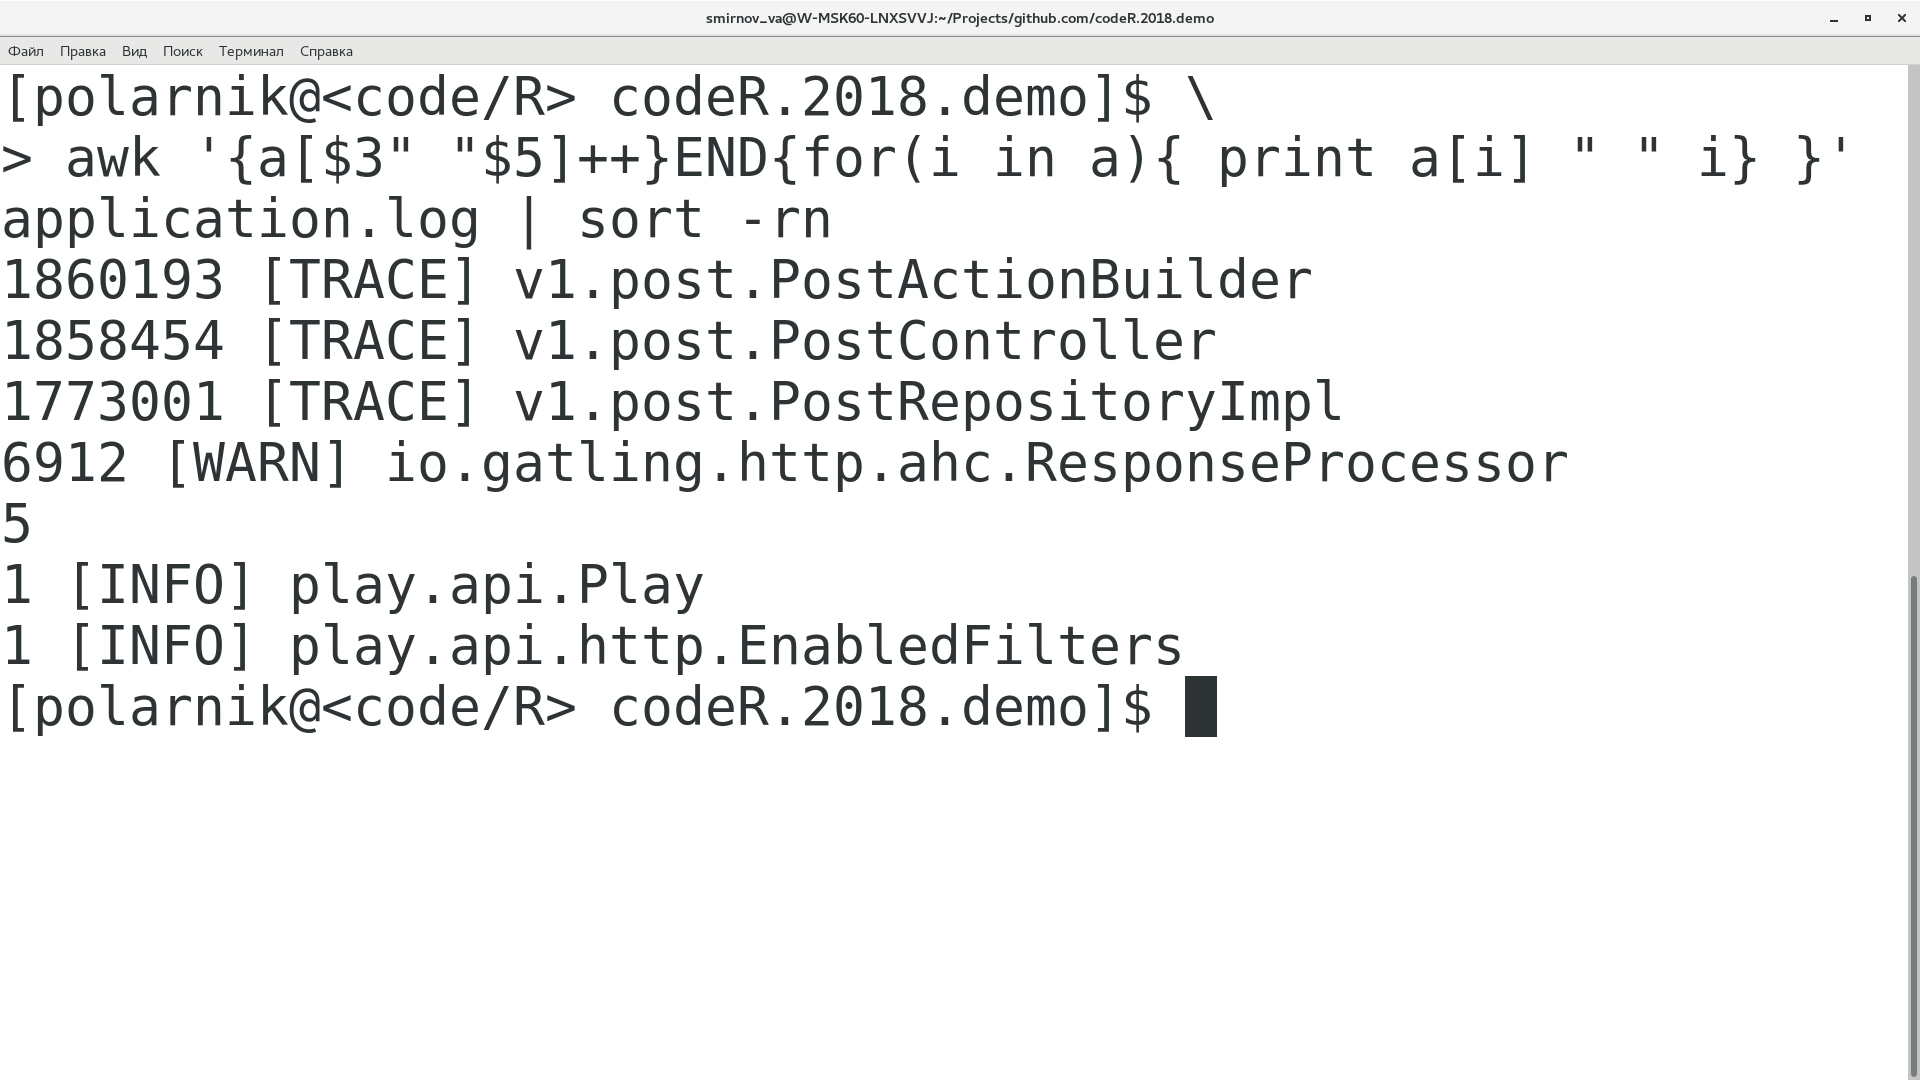 smirnov_va@W-MSK60-LNXSVVJ:~/Projects/github.com/codeR.2018.demo
Файл Правка Вид Поиск Терминал Справка
[polarnik@<code/R> codeR.2018.demo]$ \
> awk '{a[$3" "$5]++}END{for(i in a){ print a[i] " " i} }'
application.log | sort -rn
1860193 [TRACE] v1.post.PostActionBuilder
1858454 [TRACE] v1.post.PostController
1773001 [TRACE] v1.post.PostRepositoryImpl
6912 [WARN] io.gatling.http.ahc.ResponseProcessor
5
1 [INFO] play.api.Play
1 [INFO] play.api.http.EnabledFilters
[polarnik@<code/R> codeR.2018.demo]$